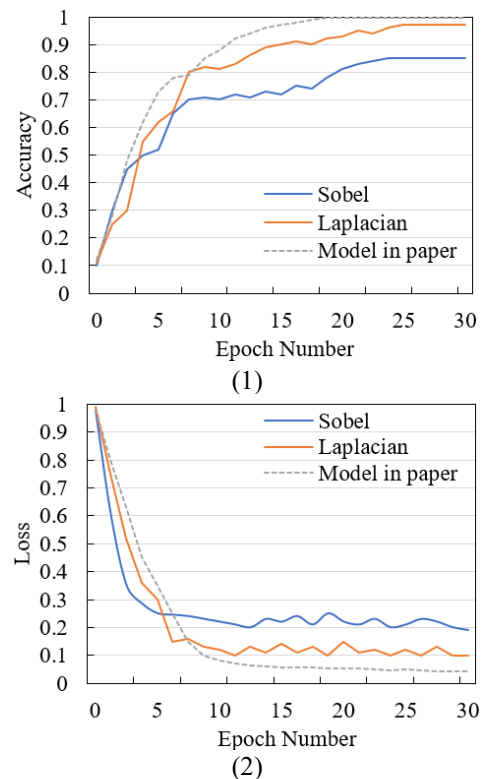 1
0.9
0.8
0.7
0.6
0.5
0.4
0.3
0.2
0.1
0
Accuracy
Sobel
Laplacian
Model in paper
0 5 10 15 20 25 30
Epoch Number
(1)
1
0.9
0.8
0.7
0.6
0.5
0.4
0.3
0.2
0.1
0
Loss
Sobel
Laplacian
Model in paper
0 5 10 15 20 25 30
Epoch Number
(2)